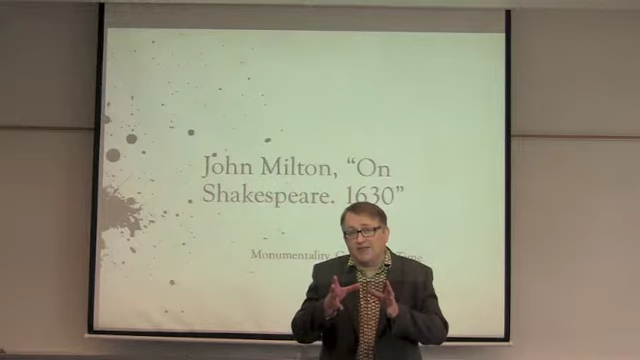 John Milton, “On
Shakespeare. 1630”
Monumentality,